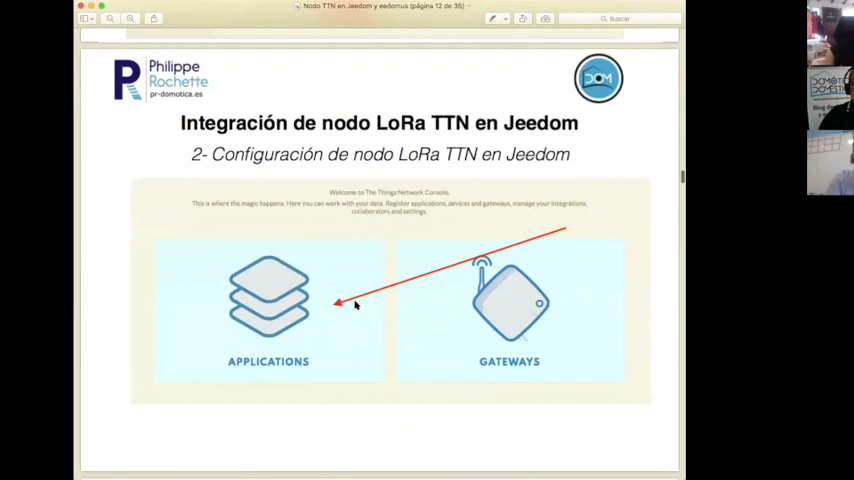 Nodo TTN en Jeedom y eedomus (página 12 de 35)
Buscar
Philippe
Rochette
pr-domotica.es
DOM
Integración de nodo LoRa TTN en Jeedom
2- Configuración de nodo LoRa TTN en Jeedom
Welcome to The Things Network Console.
This is where the magic happens. Here you can work with your data. Register applications, devices and gateways, manage your integrations,
collaborators and settings.
APPLICATIONS
GATEWAYS